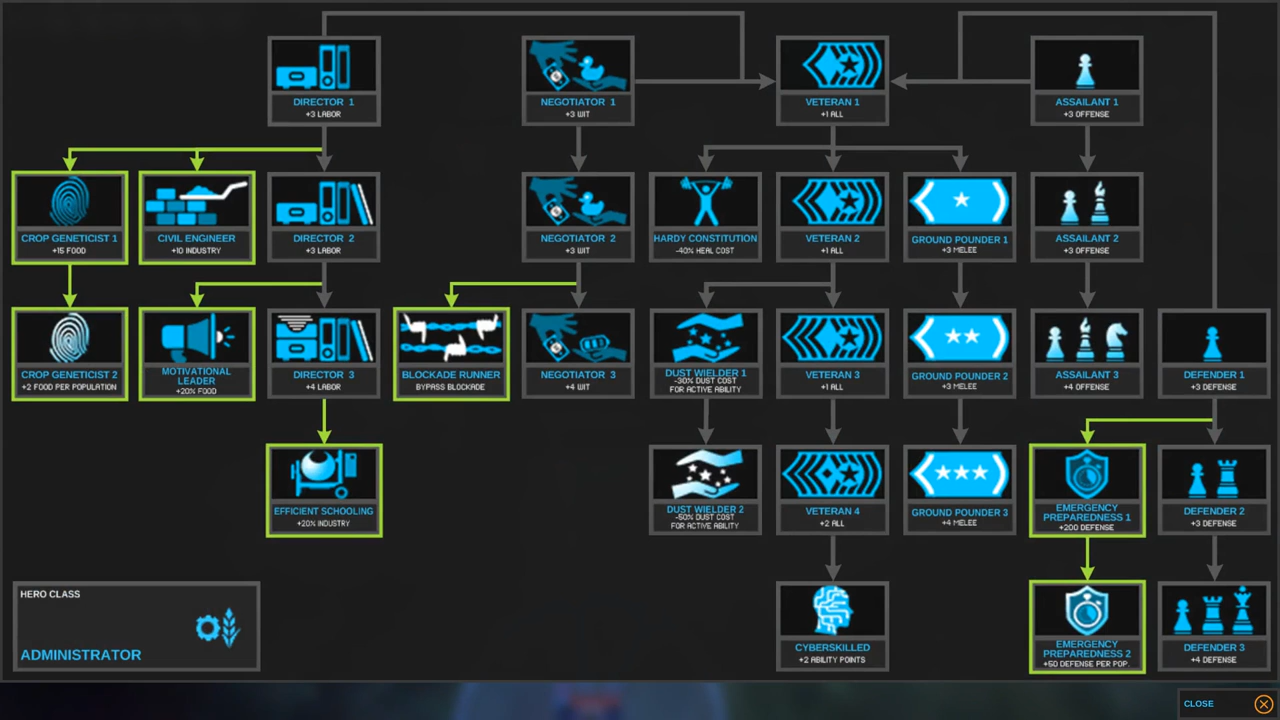 DIRECTOR 1
+3 LABOR
NEGOTIATOR 1
+3 WIT
VETERAN 1
+1 ALL
ASSAILANT 1
+3 OFFENSE
CROP GENETICIST 1
+15 FOOD
CIVIL ENGINEER
+10 INDUSTRY
DIRECTOR 2
+3 LABOR
NEGOTIATOR 2
+3 WIT
HARDY CONSTITUTION
-40% HEAL COST
VETERAN 2
+1 ALL
GROUND POUNDER 1
+3 MELEE
ASSAILANT 2
+3 OFFENSE
CROP GENETICIST 2
+2 FOOD PER POPULATION
MOTIVATIONAL
LEADER
+20% FOOD
DIRECTOR 3
+4 LABOR
BLOCKADE RUNNER
BYPASS BLOCKADE
NEGOTIATOR 3
+4 WIT
DUST WIELDER 1
-30% DUST COST
FOR ACTIVE ABILITY
VETERAN 3
+1 ALL
GROUND POUNDER 2
+3 MELEE
ASSAILANT 3
+4 OFFENSE
DEFENDER 1
+3 DEFENSE
EFFICIENT SCHOOLING
+20% INDUSTRY
DUST WIELDER 2
-50% DUST COST
FOR ACTIVE ABILITY
VETERAN 4
+2 ALL
GROUND POUNDER 3
+4 MELEE
EMERGENCY
PREPAREDNESS 1
+200 DEFENSE
DEFENDER 2
+3 DEFENSE
HERO CLASS
ADMINISTRATOR
CYBERSKILLED
+2 ABILITY POINTS
EMERGENCY
PREPAREDNESS 2
+50 DEFENSE PER POP.
DEFENDER 3
+4 DEFENSE
CLOSE